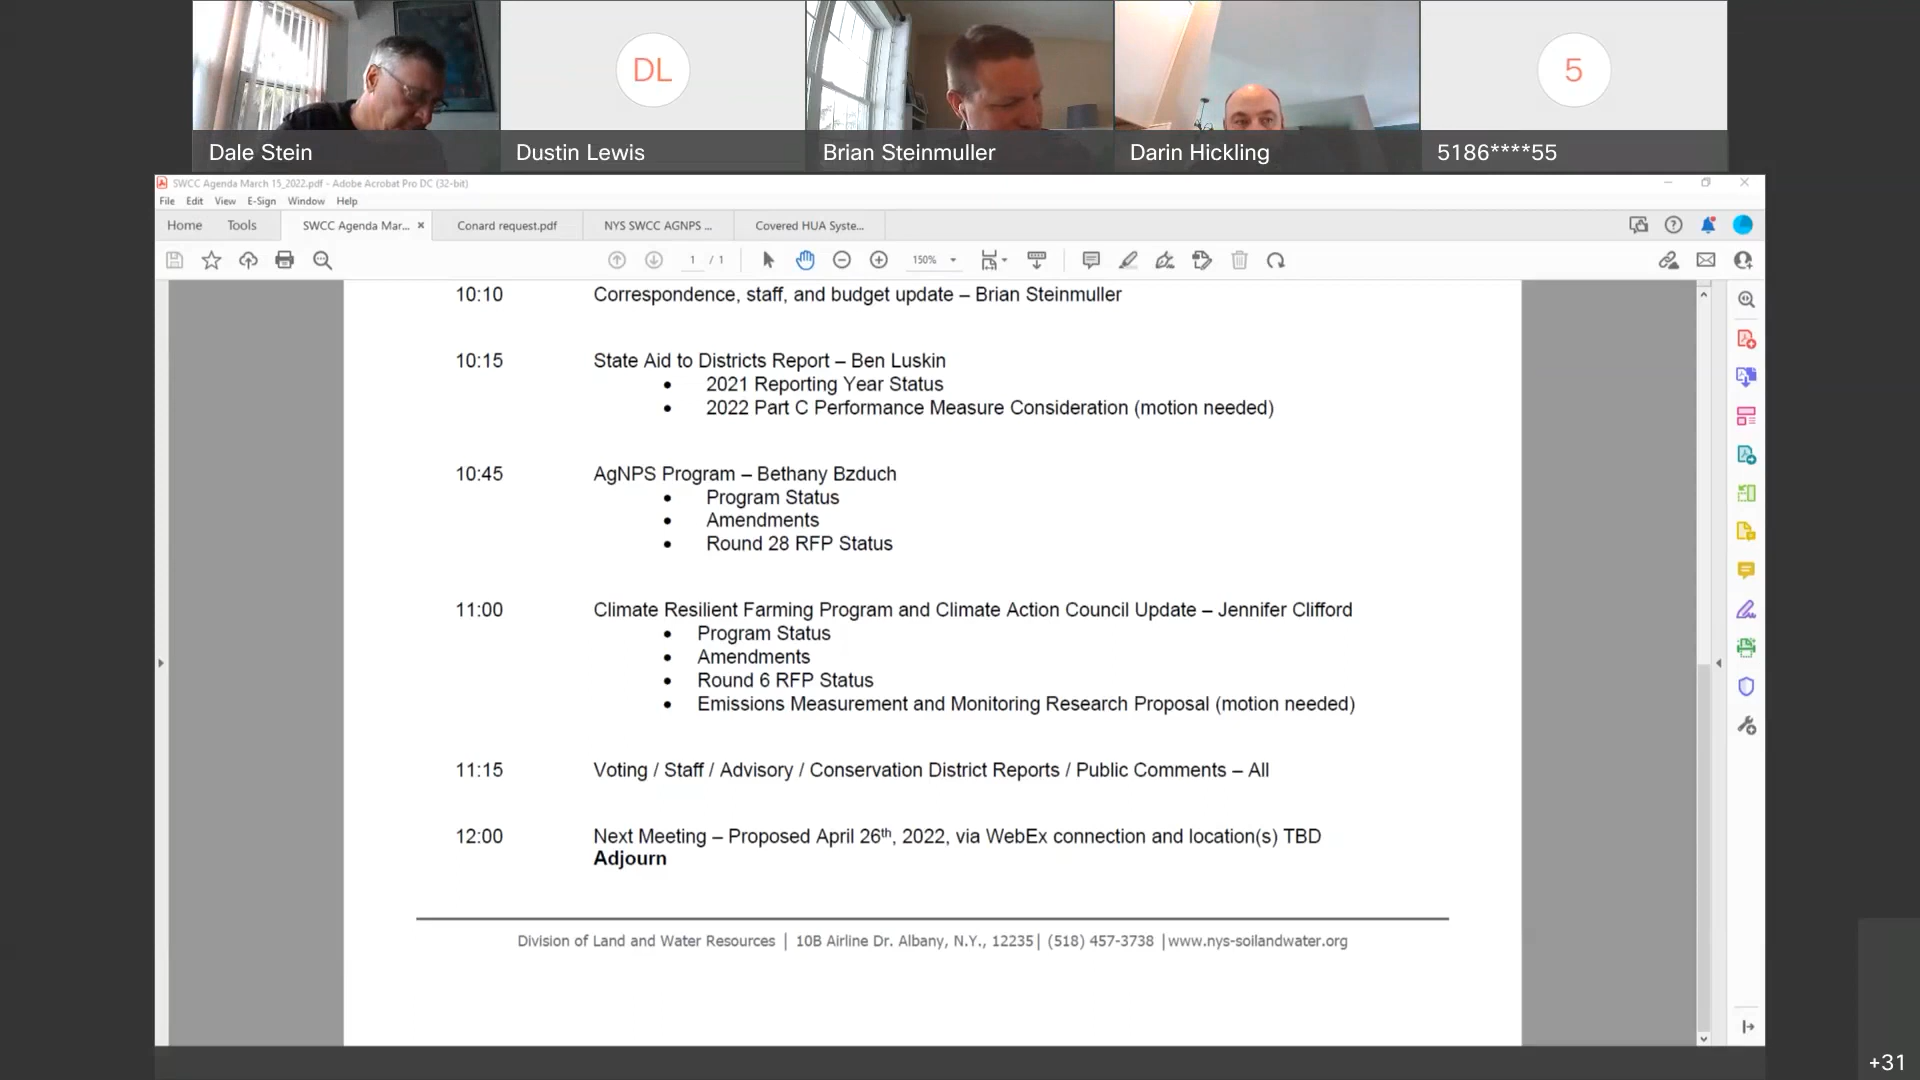 DL
5
Dale Stein
Dustin Lewis
Brian Steinmuller
Darin Hickling
5186****55
SWCC Agenda March 15_2022.pdf - Adobe Acrobat Pro DC (32-bit)
File Edit View E-Sign Window Help
Home Tools SWCC Agenda Mar... × Conard request.pdf NYS SWCC AGNPS ... Covered HUA Syste...
1 / 1 150%
10:10 Correspondence, staff, and budget update – Brian Steinmuller
10:15 State Aid to Districts Report – Ben Luskin
• 2021 Reporting Year Status
• 2022 Part C Performance Measure Consideration (motion needed)
10:45 AgNPS Program – Bethany Bzduch
• Program Status
• Amendments
• Round 28 RFP Status
11:00 Climate Resilient Farming Program and Climate Action Council Update – Jennifer Clifford
• Program Status
• Amendments
• Round 6 RFP Status
• Emissions Measurement and Monitoring Research Proposal (motion needed)
11:15 Voting / Staff / Advisory / Conservation District Reports / Public Comments – All
12:00 Next Meeting – Proposed April 26th, 2022, via WebEx connection and location(s) TBD
Adjourn
Division of Land and Water Resources | 10B Airline Dr. Albany, N.Y., 12235| (518) 457-3738 |www.nys-soilandwater.org
+31